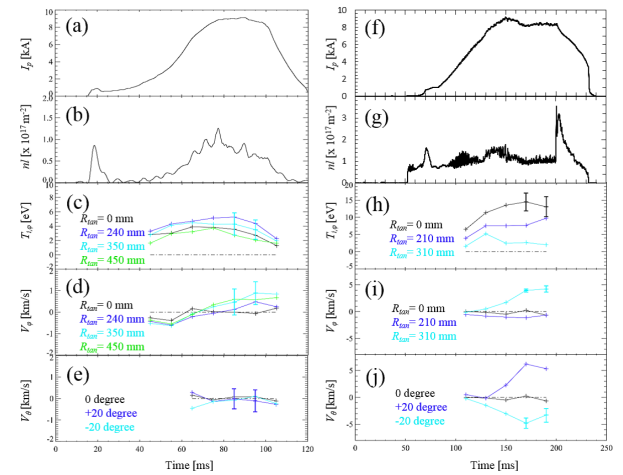 (a)
I_p [kA]
10
8
6
4
2
0
(b)
nl [x 10^17 m^-2]
2.0
1.5
1.0
0.5
0.0
(c)
T_i,φ [eV]
8
6
4
2
0
-2
R_tan= 0 mm
R_tan= 240 mm
R_tan= 350 mm
R_tan= 450 mm
(d)
V_φ [km/s]
2
1
0
-1
-2
R_tan= 0 mm
R_tan= 240 mm
R_tan= 350 mm
R_tan= 450 mm
(e)
V_θ [km/s]
2
1
0
-1
-2
0 degree
+20 degree
-20 degree
0 20 40 60 80 100 120
Time [ms]
(f)
I_p [kA]
10
8
6
4
2
0
(g)
nl [x 10^17 m^-2]
3
2
1
0
(h)
T_i,φ [eV]
20
15
10
5
0
-5
R_tan= 0 mm
R_tan= 210 mm
R_tan= 310 mm
(i)
V_φ [km/s]
5
0
-5
R_tan= 0 mm
R_tan= 210 mm
R_tan= 310 mm
(j)
V_θ [km/s]
5
0
-5
0 degree
+20 degree
-20 degree
0 50 100 150 200 250
Time [ms]